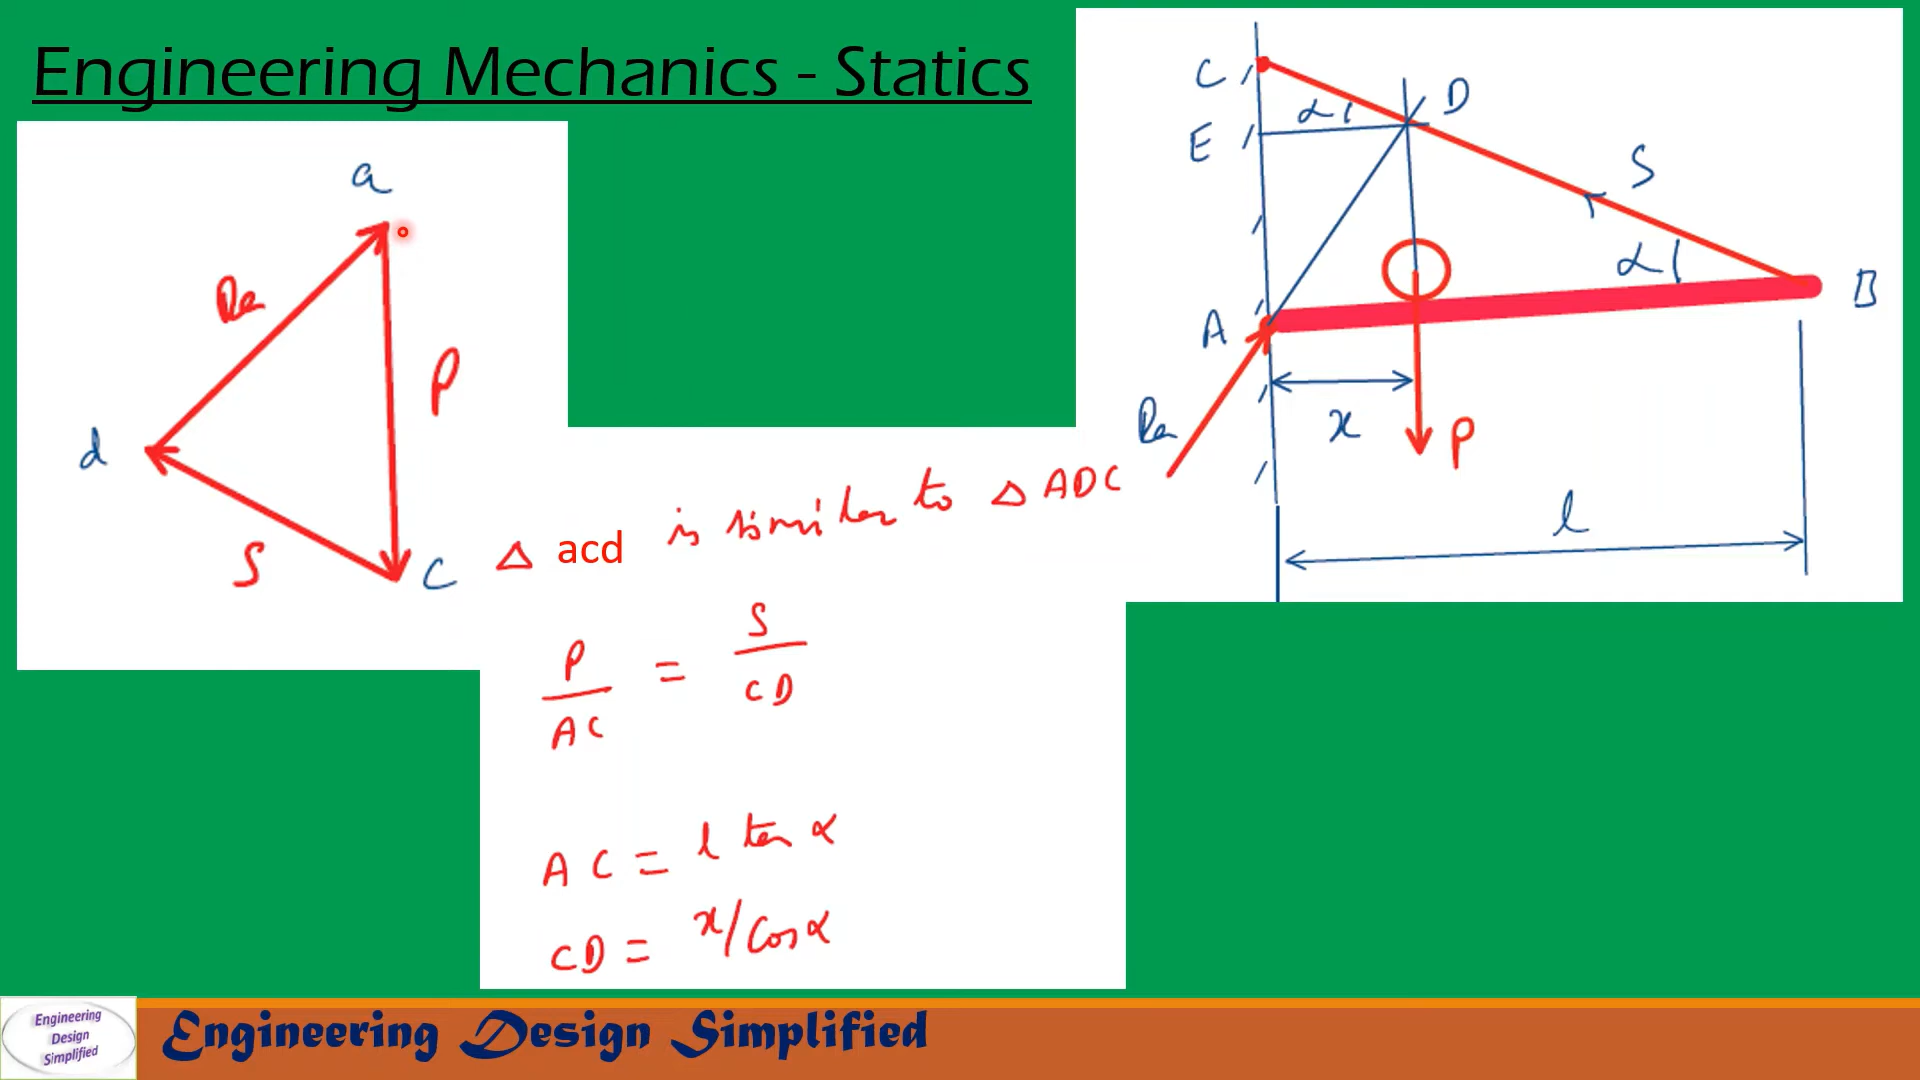 Engineering Mechanics - Statics
a
Ra
P
d
S
C
C
D
α
E
S
α
B
A
Ra
x
P
l
Δ acd is similar to Δ ADC
P/AC = S/CD
AC = l tan α
CD = x/Cos α
Engineering
Design
Simplified
Engineering Design Simplified